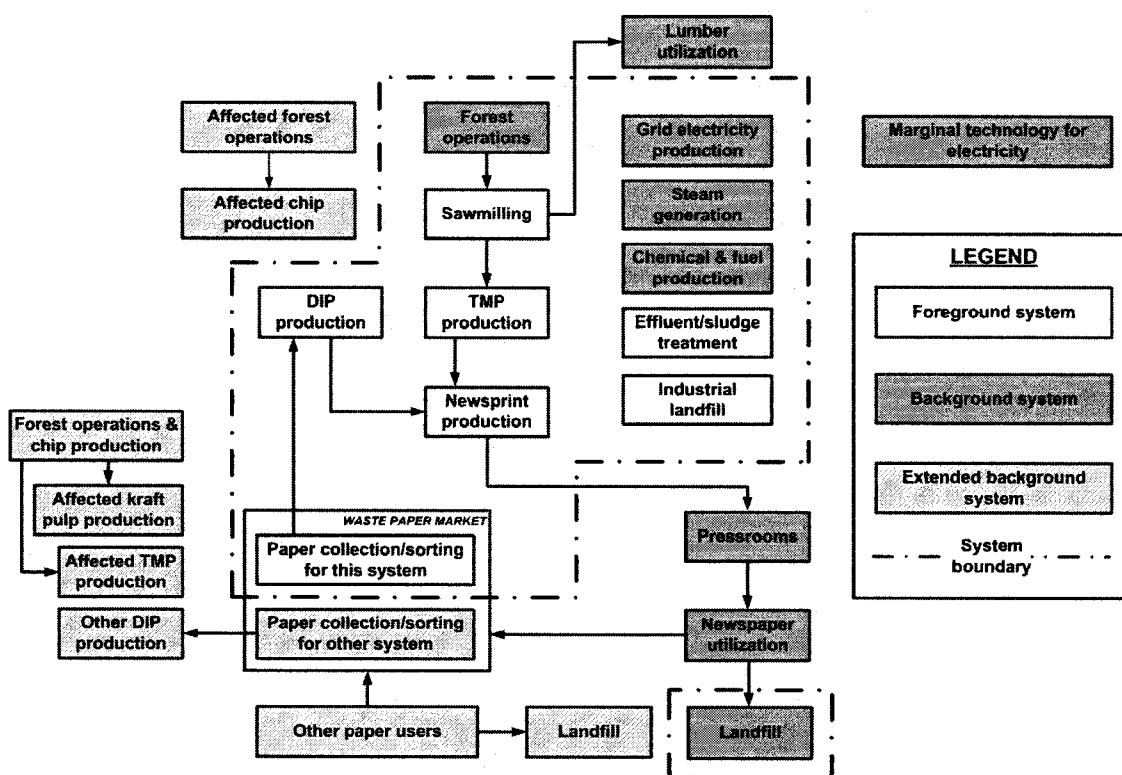 Lumber
utilization
Affected forest
operations
Forest
operations
Grid electricity
production
Marginal technology for
electricity
Affected chip
production
Sawmilling
Steam
generation
Chemical & fuel
production
LEGEND
DIP
production
TMP
production
Effluent/sludge
treatment
Foreground system
Newsprint
production
Industrial
landfill
Background system
Forest operations &
chip production
Affected kraft
pulp production
Extended background
system
WASTE PAPER MARKET
Paper collection/sorting
for this system
Pressrooms
System
boundary
Affected TMP
production
Other DIP
production
Paper collection/sorting
for other system
Newspaper
utilization
Other paper users
Landfill
Landfill